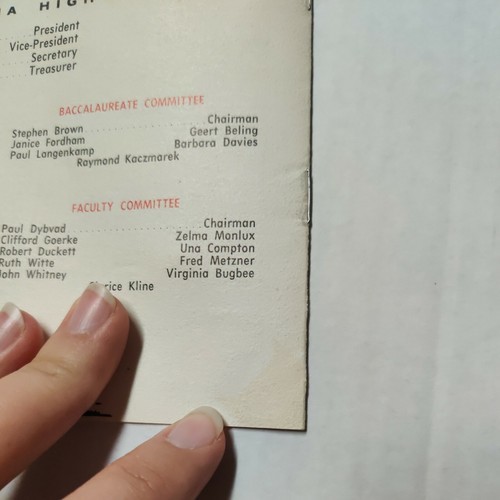 A HIGH
President
Vice-President
Secretary
Treasurer
BACCALAUREATE COMMITTEE
Stephen Brown Chairman
Janice Fordham Geert Beling
Paul Langenkamp Barbara Davies
Raymond Kaczmarek
FACULTY COMMITTEE
Paul Dybvad Chairman
Clifford Goerke Zelma Monlux
Robert Duckett Una Compton
Ruth Witte Fred Metzner
John Whitney Virginia Bugbee
Kline